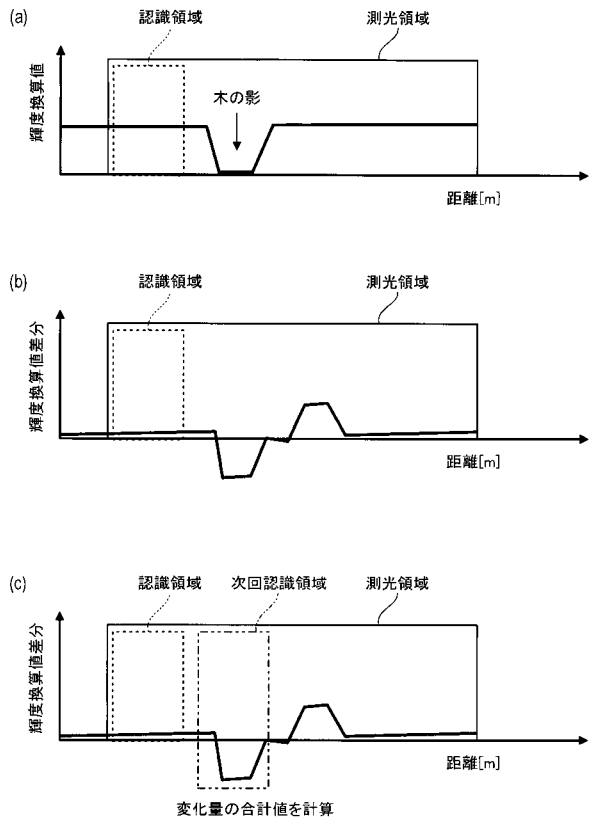 (a)
認識領域
測光領域
輝度換算値
木の影
距離[m]
(b)
認識領域
測光領域
輝度換算値差分
距離[m]
(c)
認識領域
次回認識領域
測光領域
輝度換算値差分
距離[m]
変化量の合計値を計算